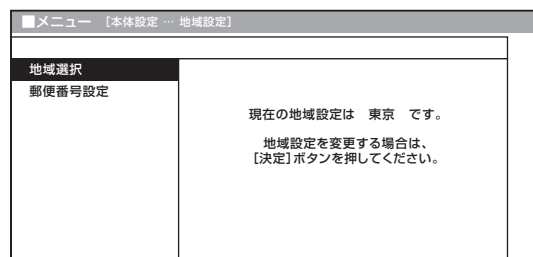 ■メニュー [本体設定 … 地域設定]
地域選択
郵便番号設定
現在の地域設定は 東京 です。
地域設定を変更する場合は、
[決定]ボタンを押してください。